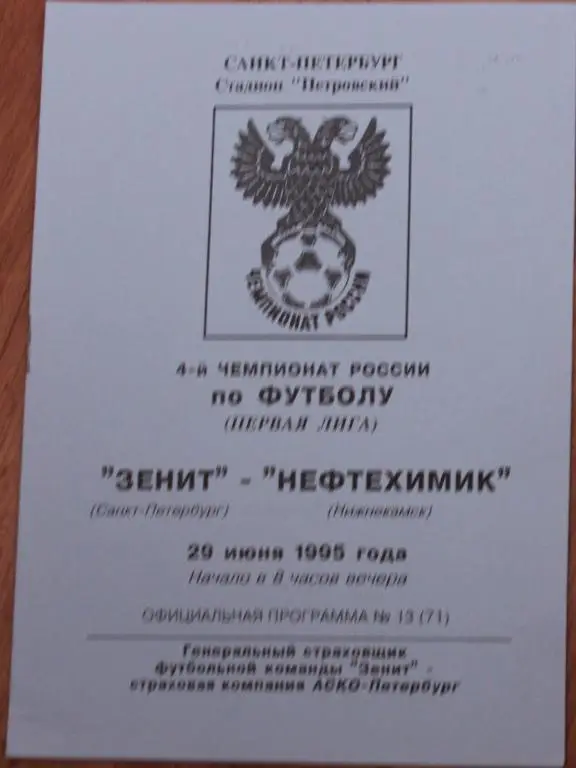 САНКТ-ПЕТЕРБУРГ
Стадион "Петровский"
ЧЕМПИОНАТ РОССИИ
4-й ЧЕМПИОНАТ РОССИИ
по ФУТБОЛУ
(ПЕРВАЯ ЛИГА)
"ЗЕНИТ" - "НЕФТЕХИМИК"
(Санкт-Петербург) (Нижнекамск)
29 июня 1995 года
Начало в 8 часов вечера
ОФИЦИАЛЬНАЯ ПРОГРАММА № 13 (71)
Генеральный страховщик
футбольной команды "Зенит" -
страховая компания АСКО-Петербург